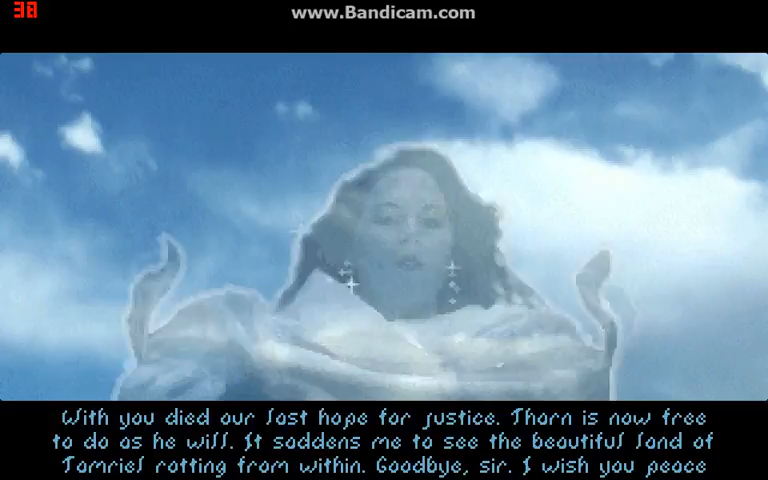 38
www.Bandicam.com
With you died our last hope for justice. Tharn is now free
to do as he will. It saddens me to see the beautiful land of
Tamriel rotting from within. Goodbye, sir. I wish you peace